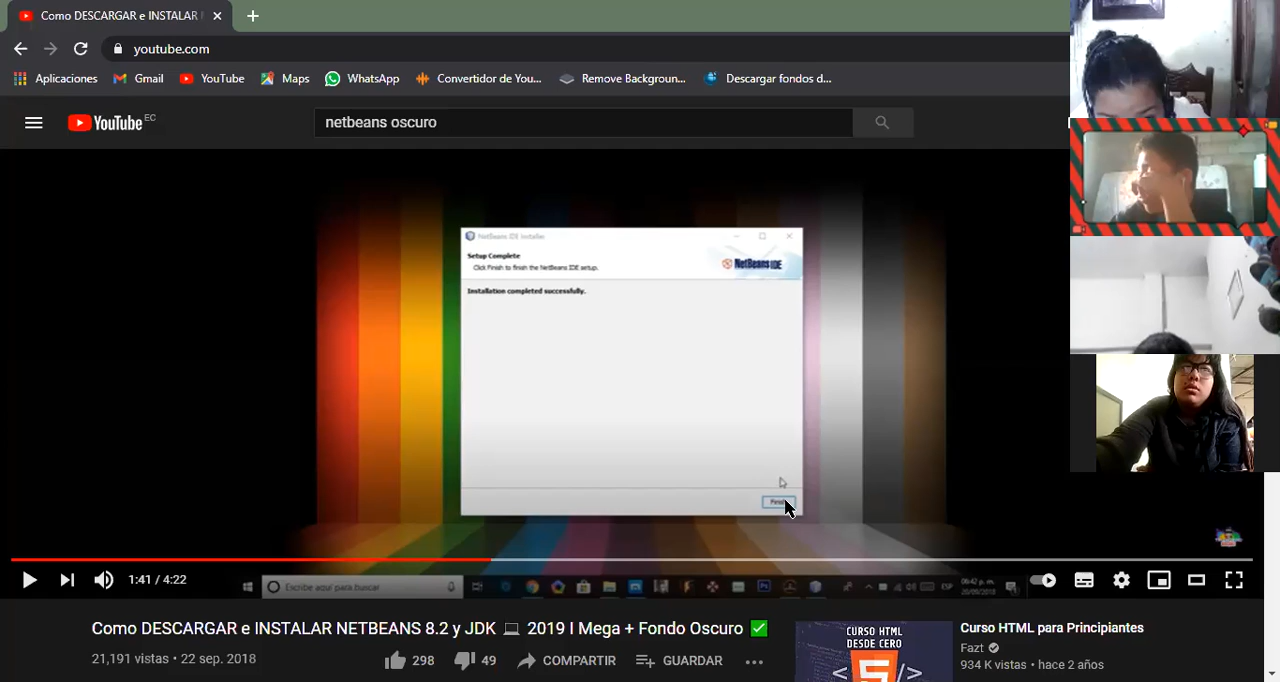 Como DESCARGAR e INSTALAR
youtube.com
Aplicaciones Gmail YouTube Maps WhatsApp Convertidor de You... Remove Backgroun... Descargar fondos d...
YouTube EC
netbeans oscuro
NetBeans IDE Installer
Setup Complete
Click Finish to finish the NetBeans IDE setup.
NetBeans IDE
Installation completed successfully.
1:41 / 4:22
Escribe aquí para buscar
ESP
06:42 p. m.
Como DESCARGAR e INSTALAR NETBEANS 8.2 y JDK 💻 2019 I Mega + Fondo Oscuro ✅
21,191 vistas • 22 sep. 2018
298 49 COMPARTIR GUARDAR ...
CURSO HTML
DESDE CERO
5
Curso HTML para Principiantes
Fazt
934 K vistas • hace 2 años